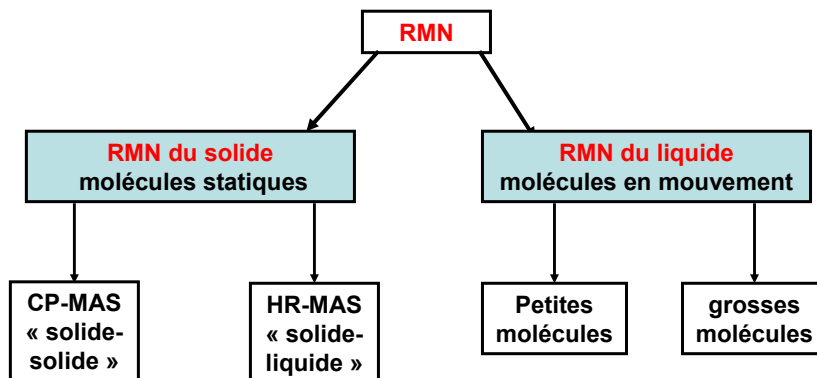 RMN
RMN du solide
molécules statiques
RMN du liquide
molécules en mouvement
CP-MAS
« solide-
solide »
HR-MAS
« solide-
liquide »
Petites
molécules
grosses
molécules